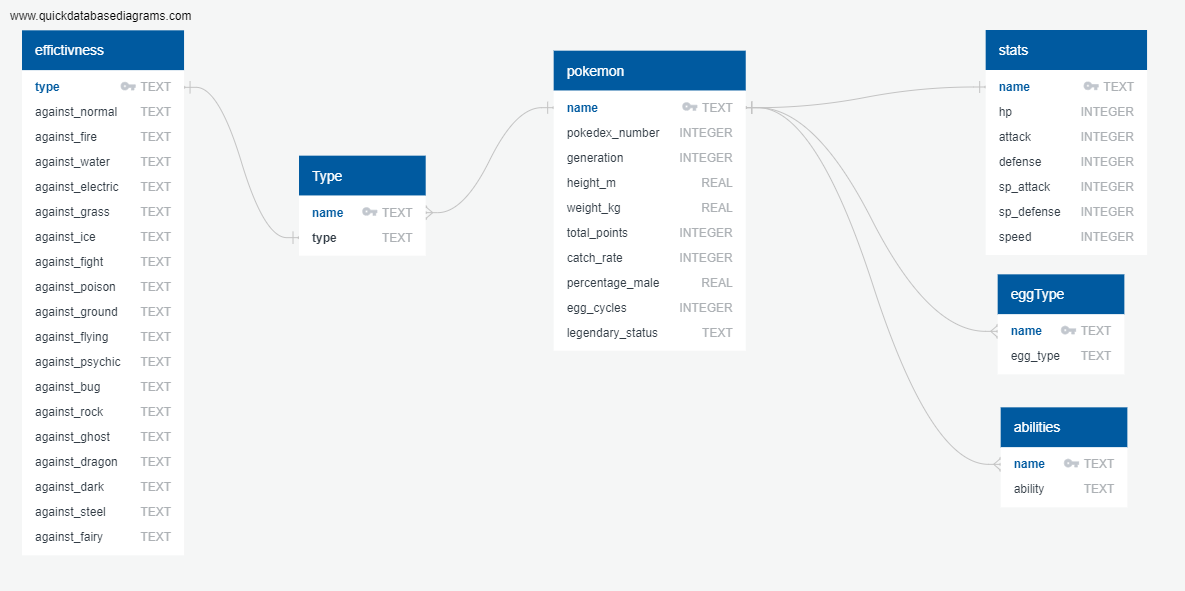 www.quickdatabasediagrams.com
effictivness
type TEXT
against_normal TEXT
against_fire TEXT
against_water TEXT
against_electric TEXT
against_grass TEXT
against_ice TEXT
against_fight TEXT
against_poison TEXT
against_ground TEXT
against_flying TEXT
against_psychic TEXT
against_bug TEXT
against_rock TEXT
against_ghost TEXT
against_dragon TEXT
against_dark TEXT
against_steel TEXT
against_fairy TEXT
Type
name TEXT
type TEXT
pokemon
name TEXT
pokedex_number INTEGER
generation INTEGER
height_m REAL
weight_kg REAL
total_points INTEGER
catch_rate INTEGER
percentage_male REAL
egg_cycles INTEGER
legendary_status TEXT
stats
name TEXT
hp INTEGER
attack INTEGER
defense INTEGER
sp_attack INTEGER
sp_defense INTEGER
speed INTEGER
eggType
name TEXT
egg_type TEXT
abilities
name TEXT
ability TEXT